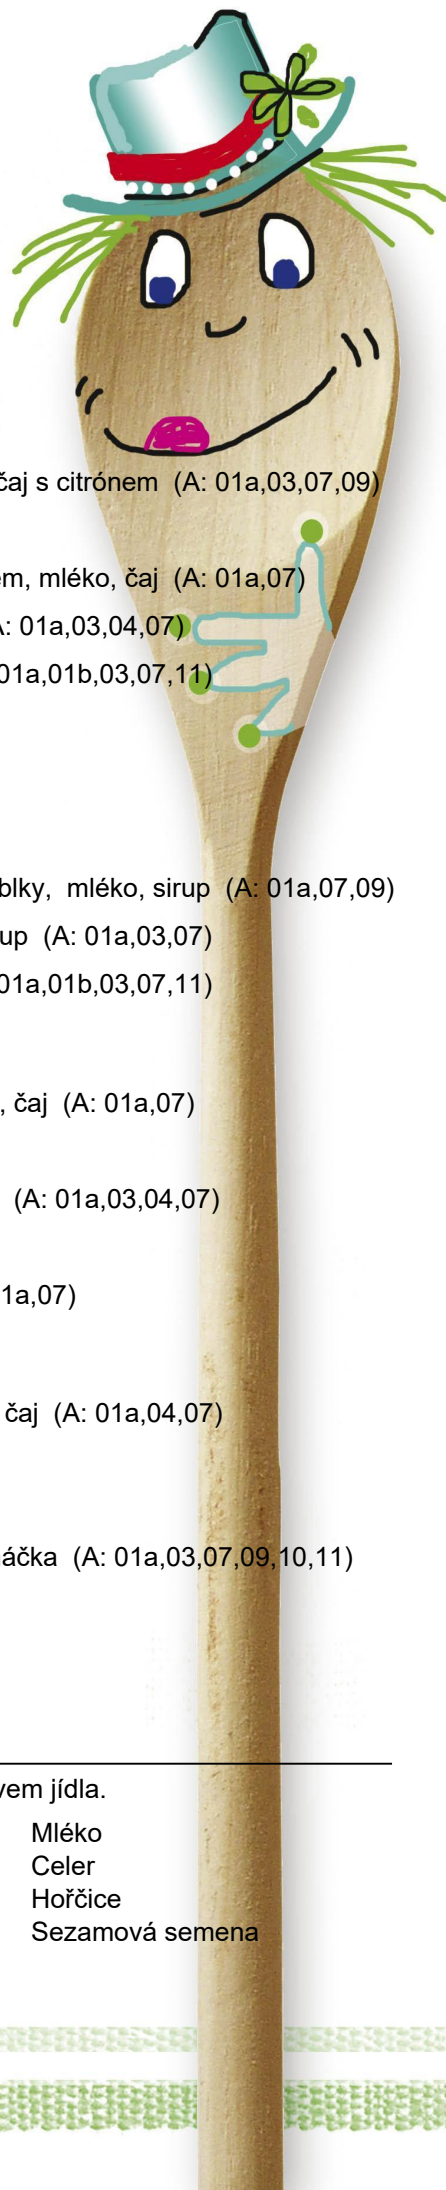 čaj s citrónem (A: 01a,03,07,09)
em, mléko, čaj (A: 01a,07)
A: 01a,03,04,07)
01a,01b,03,07,11)
blky, mléko, sirup (A: 01a,07,09)
up (A: 01a,03,07)
01a,01b,03,07,11)
, čaj (A: 01a,07)
(A: 01a,03,04,07)
1a,07)
čaj (A: 01a,04,07)
áčka (A: 01a,03,07,09,10,11)
vem jídla.
Mléko
Celer
Hořčice
Sezamová semena